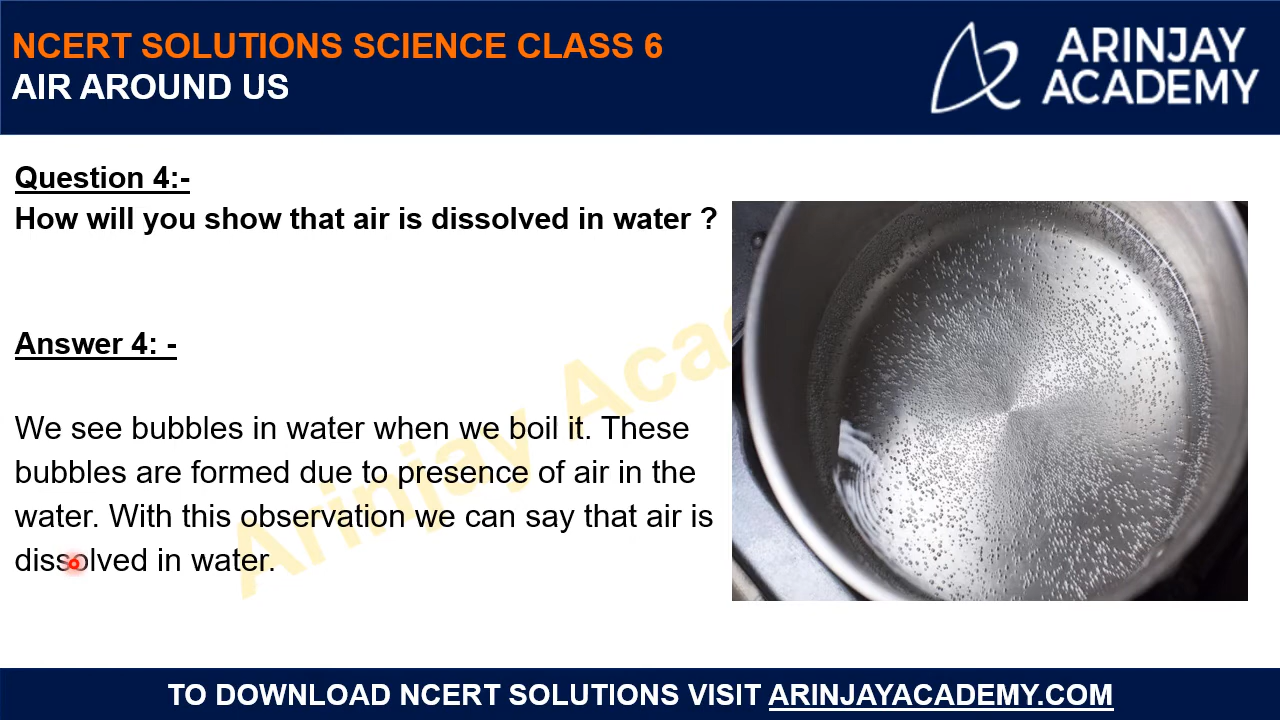 NCERT SOLUTIONS SCIENCE CLASS 6
AIR AROUND US
ARINJAY
ACADEMY
Question 4:-
How will you show that air is dissolved in water ?
Answer 4: -
We see bubbles in water when we boil it. These
bubbles are formed due to presence of air in the
water. With this observation we can say that air is
dissolved in water.
Arinjay Aca
TO DOWNLOAD NCERT SOLUTIONS VISIT ARINJAYACADEMY.COM